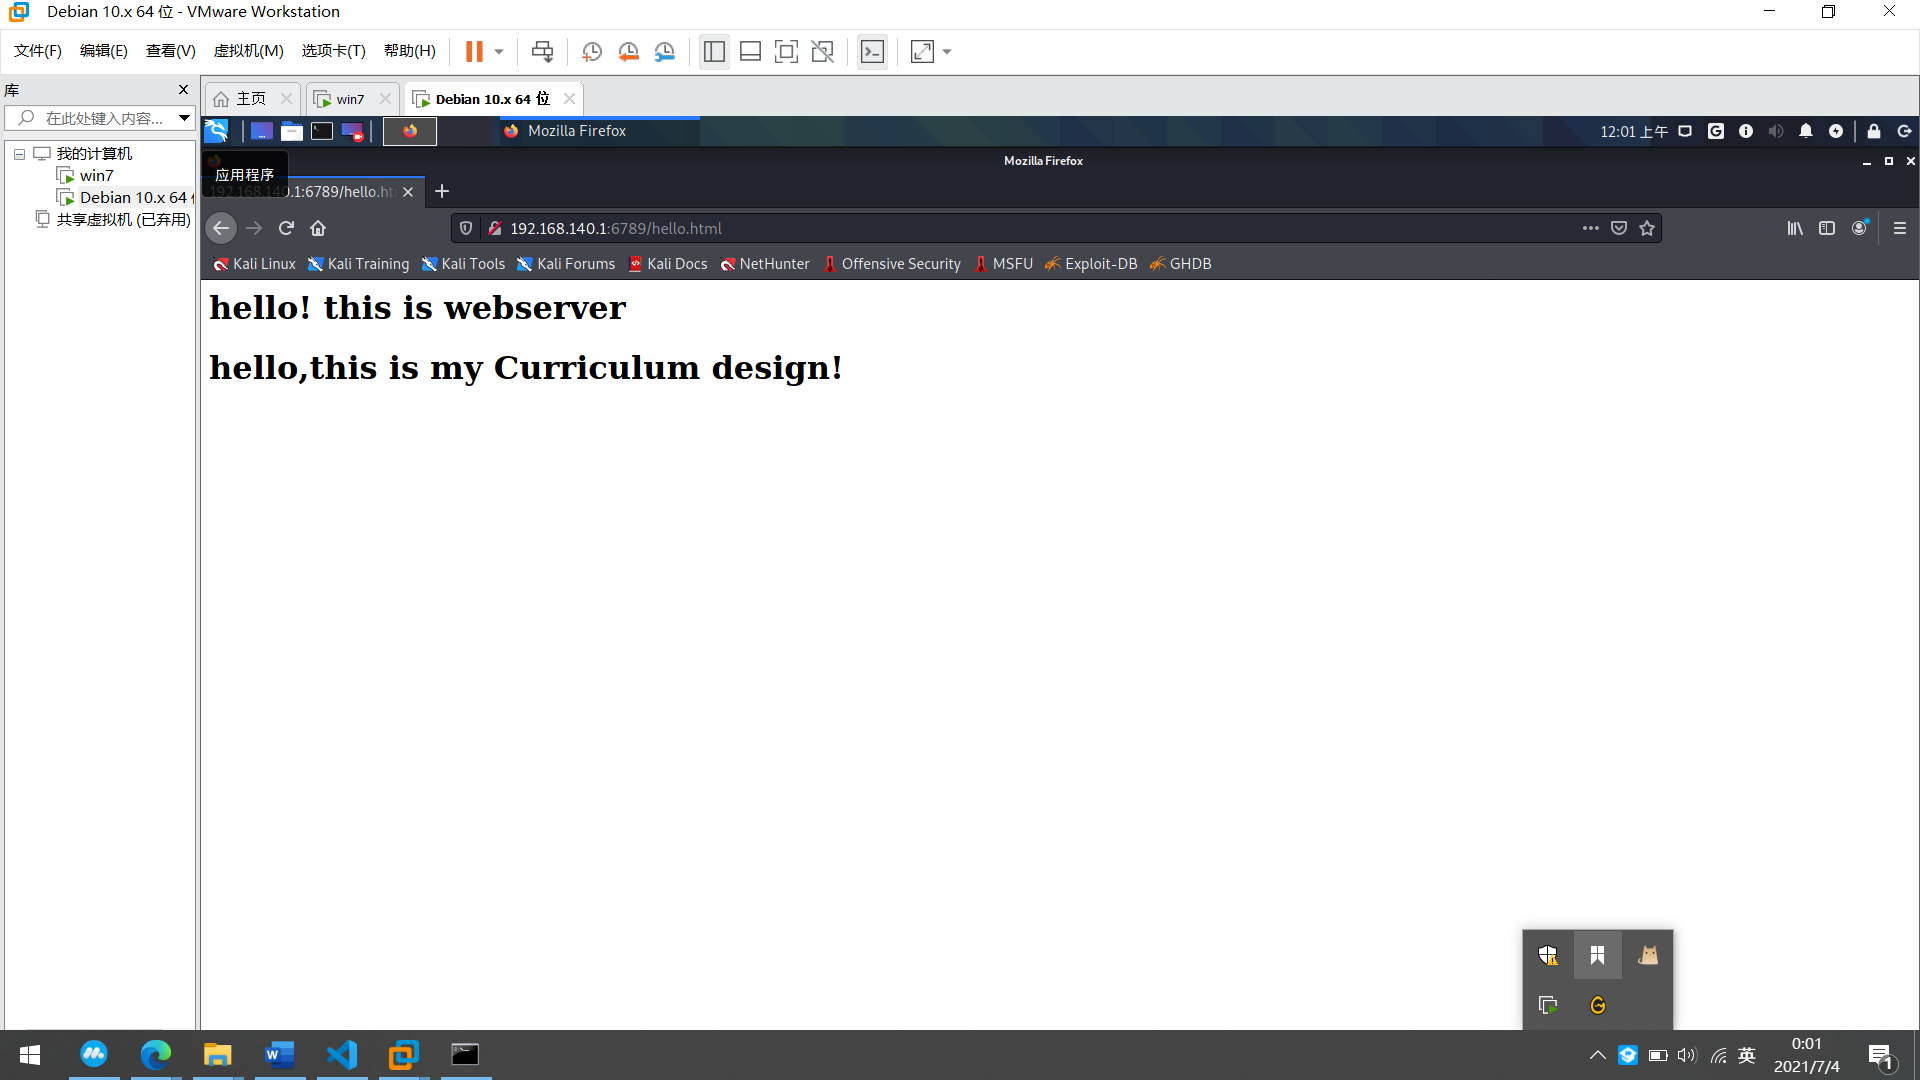 Debian 10.x 64 位 - VMware Workstation
文件(F) 编辑(E) 查看(V) 虚拟机(M) 选项卡(T) 帮助(H)
库
在此处键入内容...
我的计算机
win7
Debian 10.x 64
共享虚拟机 (已弃用)
主页 win7 Debian 10.x 64 位
Mozilla Firefox 12:01 上午
Mozilla Firefox
应用程序
192.168.140.1:6789/hello.ht
192.168.140.1:6789/hello.html
Kali Linux Kali Training Kali Tools Kali Forums Kali Docs NetHunter Offensive Security MSFU Exploit-DB GHDB
hello! this is webserver
hello,this is my Curriculum design!
英
0:01
2021/7/4
1